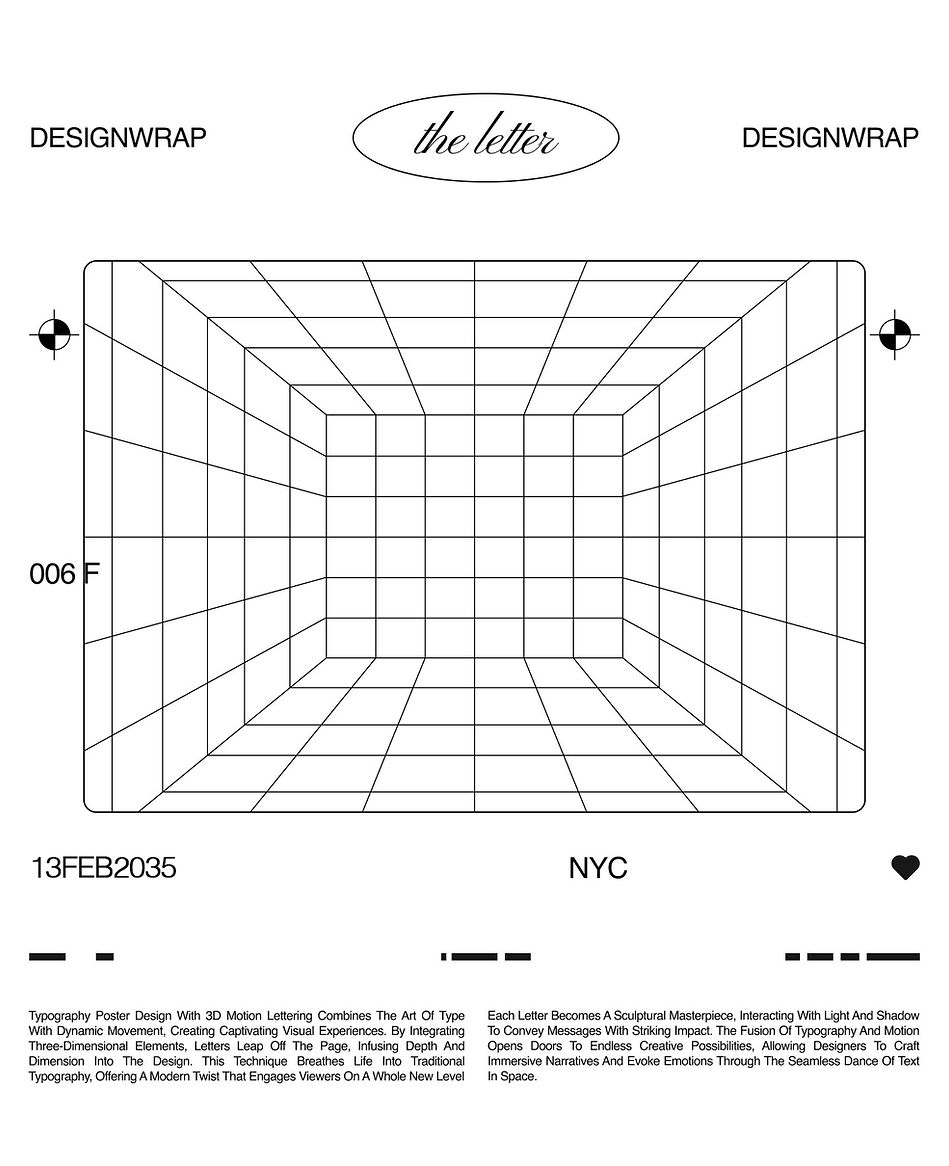 DESIGNWRAP
the letter
DESIGNWRAP
006 F
13FEB2035
NYC
Typography Poster Design With 3D Motion Lettering Combines The Art Of Type
With Dynamic Movement, Creating Captivating Visual Experiences. By Integrating
Three-Dimensional Elements, Letters Leap Off The Page, Infusing Depth And
Dimension Into The Design. This Technique Breathes Life Into Traditional
Typography, Offering A Modern Twist That Engages Viewers On A Whole New Level
Each Letter Becomes A Sculptural Masterpiece, Interacting With Light And Shadow
To Convey Messages With Striking Impact. The Fusion Of Typography And Motion
Opens Doors To Endless Creative Possibilities, Allowing Designers To Craft
Immersive Narratives And Evoke Emotions Through The Seamless Dance Of Text
In Space.